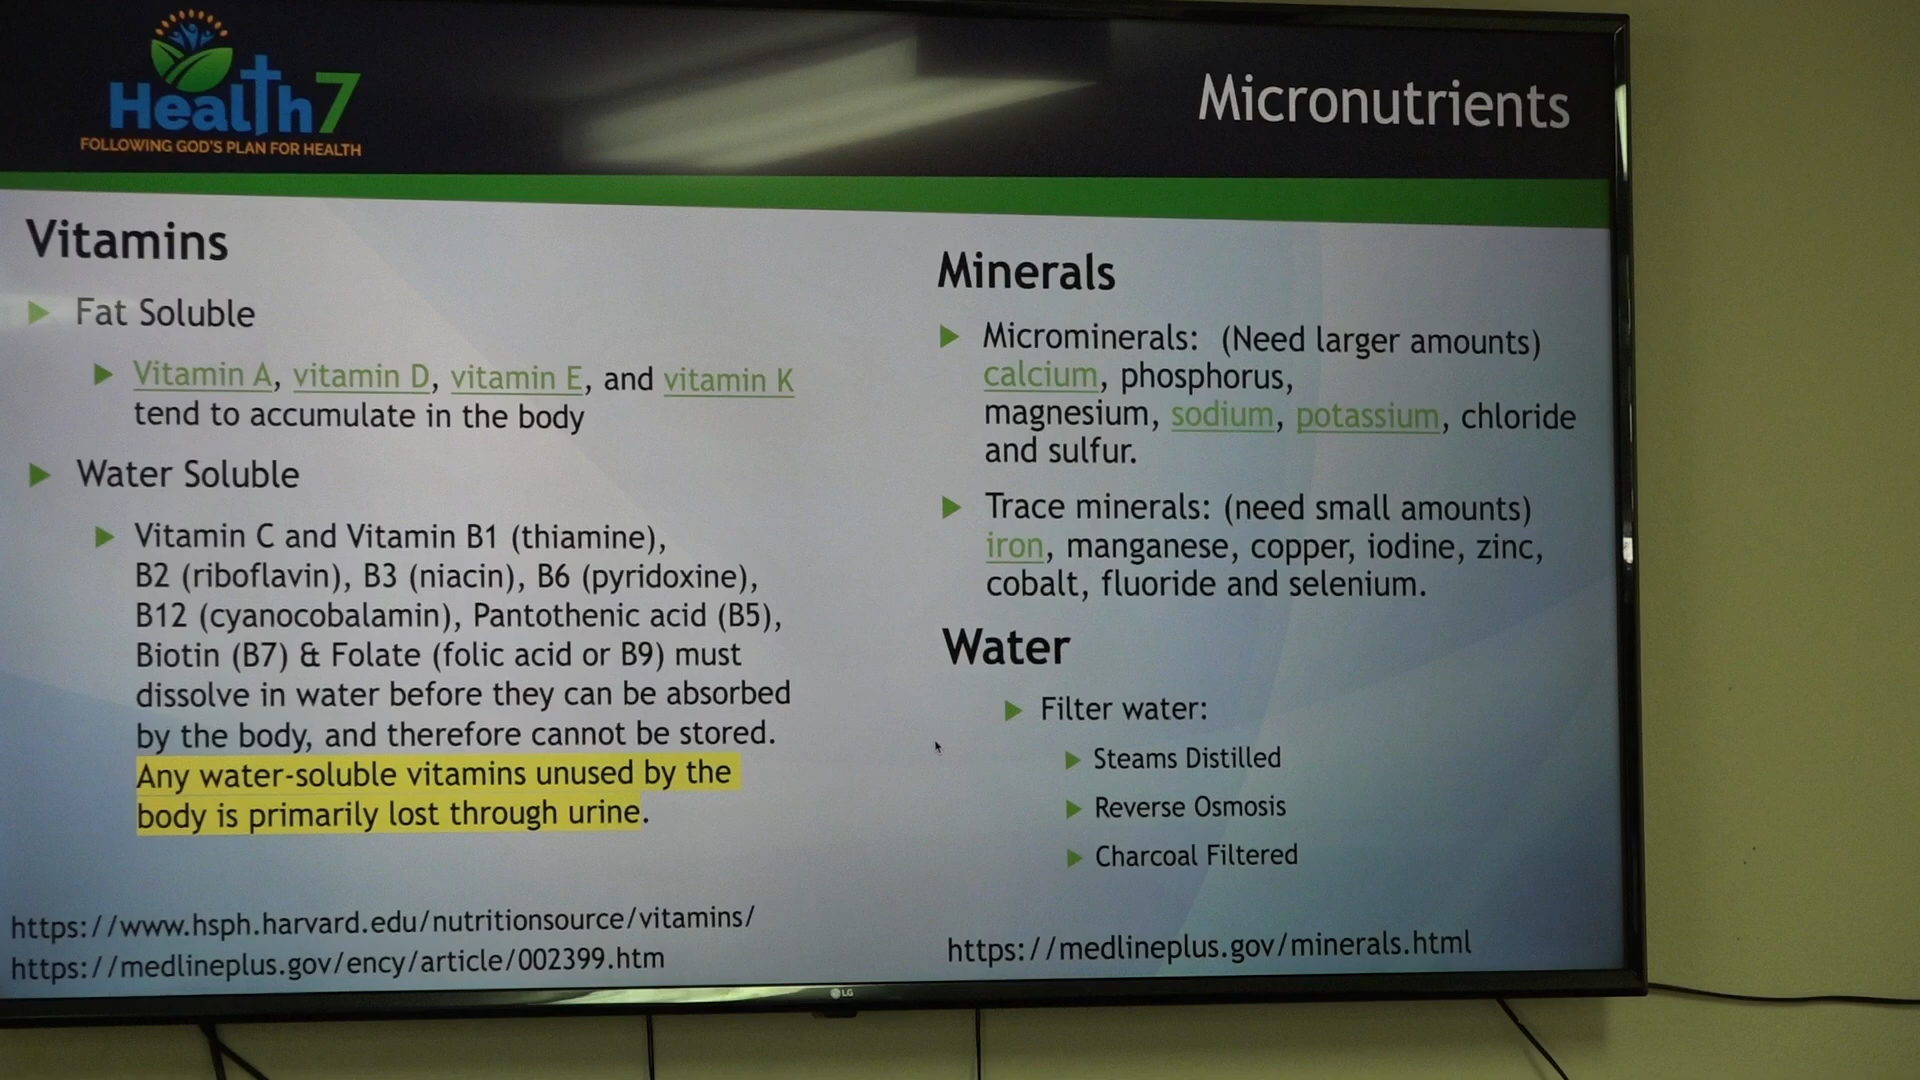 Health7
FOLLOWING GOD'S PLAN FOR HEALTH
Micronutrients
Vitamins
Fat Soluble
Vitamin A, vitamin D, vitamin E, and vitamin K
tend to accumulate in the body
Water Soluble
Vitamin C and Vitamin B1 (thiamine),
B2 (riboflavin), B3 (niacin), B6 (pyridoxine),
B12 (cyanocobalamin), Pantothenic acid (B5),
Biotin (B7) & Folate (folic acid or B9) must
dissolve in water before they can be absorbed
by the body, and therefore cannot be stored.
Any water-soluble vitamins unused by the
body is primarily lost through urine.
https://www.hsph.harvard.edu/nutritionsource/vitamins/
https://medlineplus.gov/ency/article/002399.htm
Minerals
Microminerals: (Need larger amounts)
calcium, phosphorus,
magnesium, sodium, potassium, chloride
and sulfur.
Trace minerals: (need small amounts)
iron, manganese, copper, iodine, zinc,
cobalt, fluoride and selenium.
Water
Filter water:
Steams Distilled
Reverse Osmosis
Charcoal Filtered
https://medlineplus.gov/minerals.html
LG